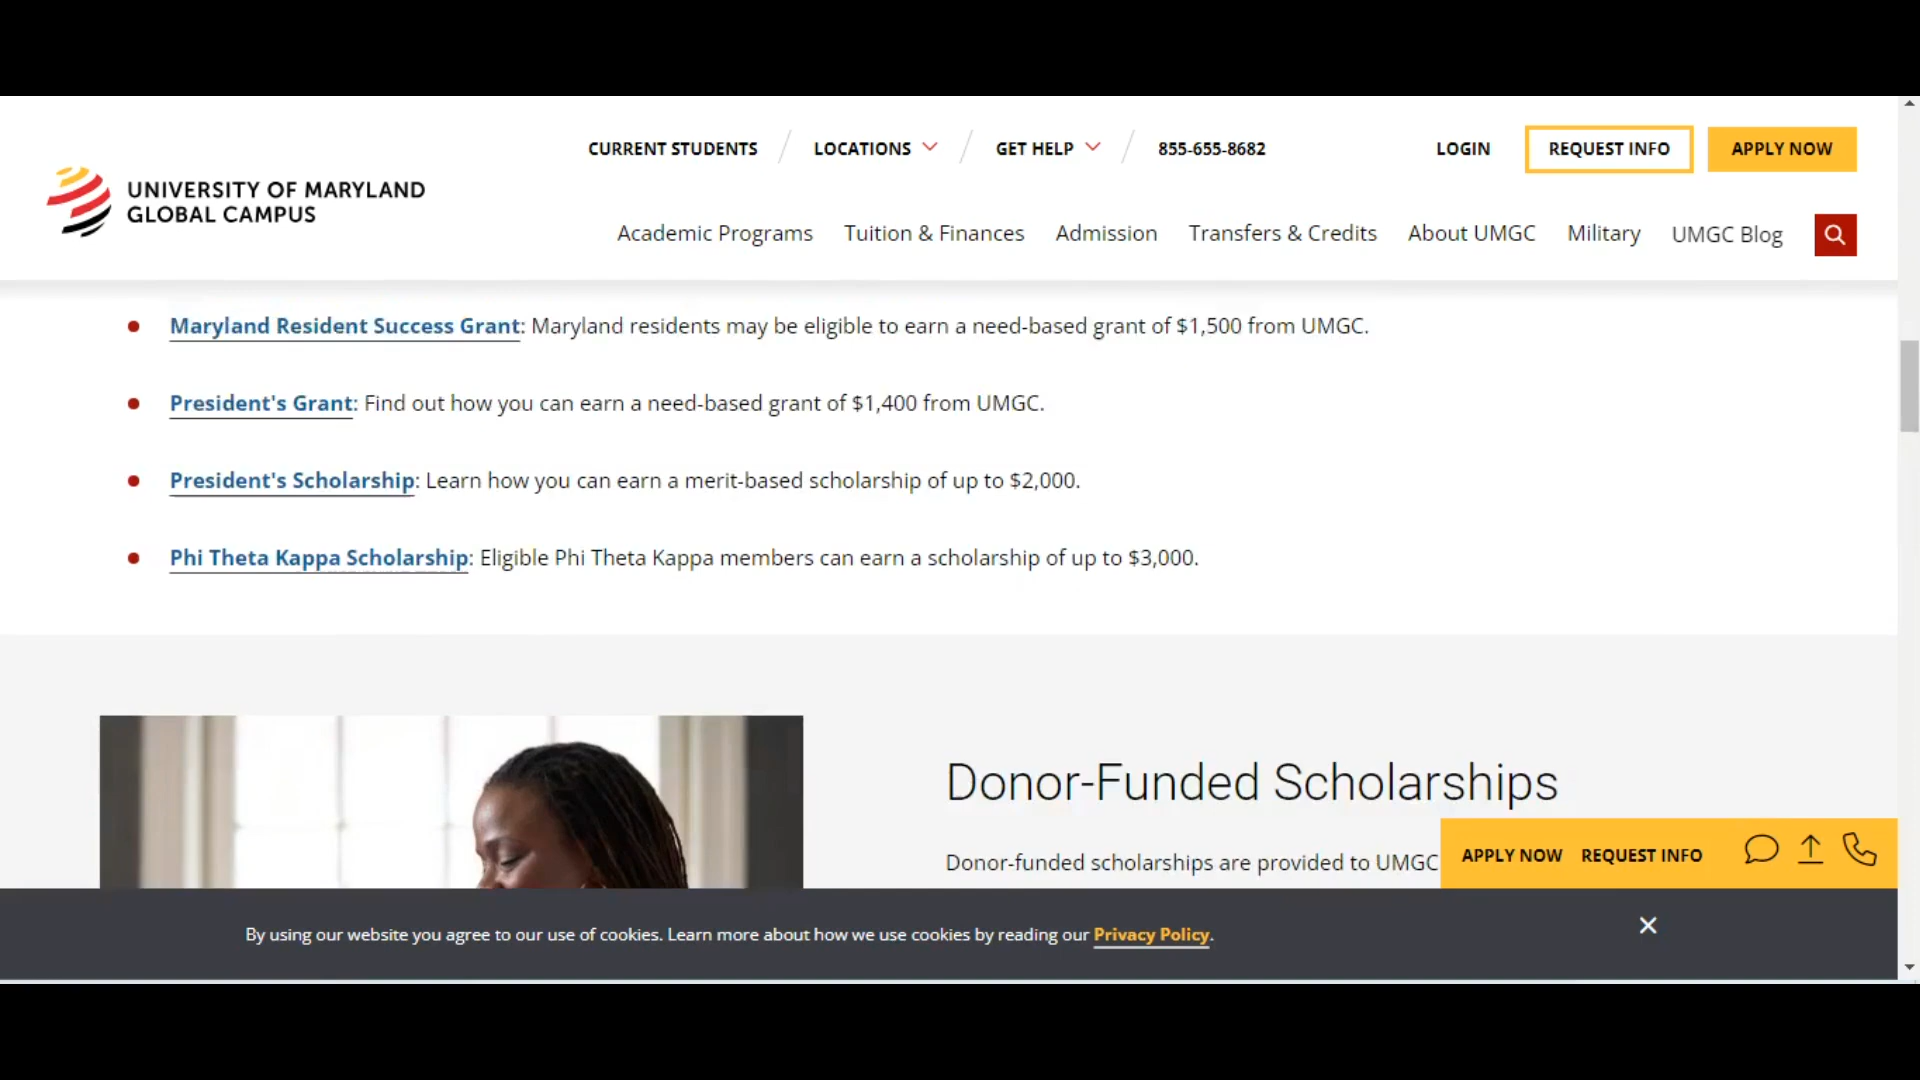 CURRENT STUDENTS LOCATIONS GET HELP 855-655-8682 LOGIN REQUEST INFO APPLY NOW
UNIVERSITY OF MARYLAND
GLOBAL CAMPUS
Academic Programs Tuition & Finances Admission Transfers & Credits About UMGC Military UMGC Blog
Maryland Resident Success Grant: Maryland residents may be eligible to earn a need-based grant of $1,500 from UMGC.
President's Grant: Find out how you can earn a need-based grant of $1,400 from UMGC.
President's Scholarship: Learn how you can earn a merit-based scholarship of up to $2,000.
Phi Theta Kappa Scholarship: Eligible Phi Theta Kappa members can earn a scholarship of up to $3,000.
Donor-Funded Scholarships
Donor-funded scholarships are provided to UMGC
APPLY NOW REQUEST INFO
By using our website you agree to our use of cookies. Learn more about how we use cookies by reading our Privacy Policy.